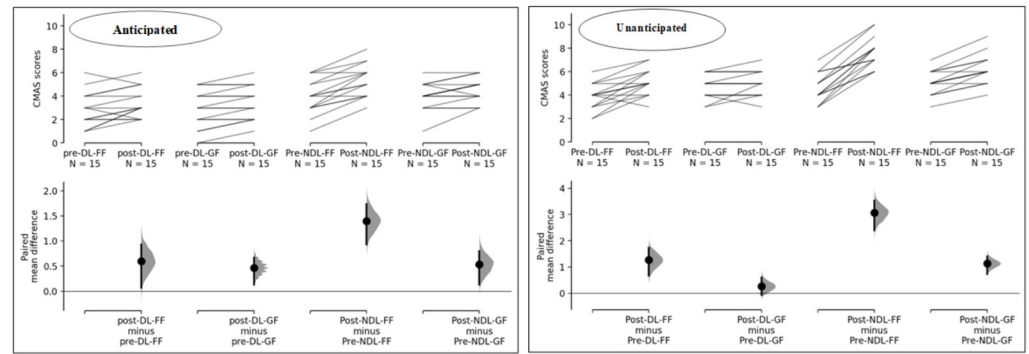 Anticipated
10
8
6
4
2
0
CMAS scores
pre-DL-FF post-DL-FF pre-DL-GF post-DL-GF Pre-NDL-FF Post-NDL-FF Pre-NDL-GF Post-NDL-GF
N = 15 N = 15 N = 15 N = 15 N = 15 N = 15 N = 15 N = 15
2.0
1.5
1.0
0.5
0.0
Paired
mean difference
post-DL-FF post-DL-GF Post-NDL-FF Post-NDL-GF
minus minus minus minus
pre-DL-FF pre-DL-GF Pre-NDL-FF Pre-NDL-GF
Unanticipated
10
8
6
4
2
0
CMAS scores
Pre-DL-FF Post-DL-FF Pre-DL-GF Post-DL-GF Pre-NDL-FF Post-NDL-FF Pre-NDL-GF Post-NDL-GF
N = 15 N = 15 N = 15 N = 15 N = 15 N = 15 N = 15 N = 15
4
3
2
1
0
Paired
mean difference
Post-DL-FF Post-DL-GF Post-NDL-FF Post-NDL-GF
minus minus minus minus
Pre-DL-FF Pre-DL-GF Pre-NDL-FF Pre-NDL-GF